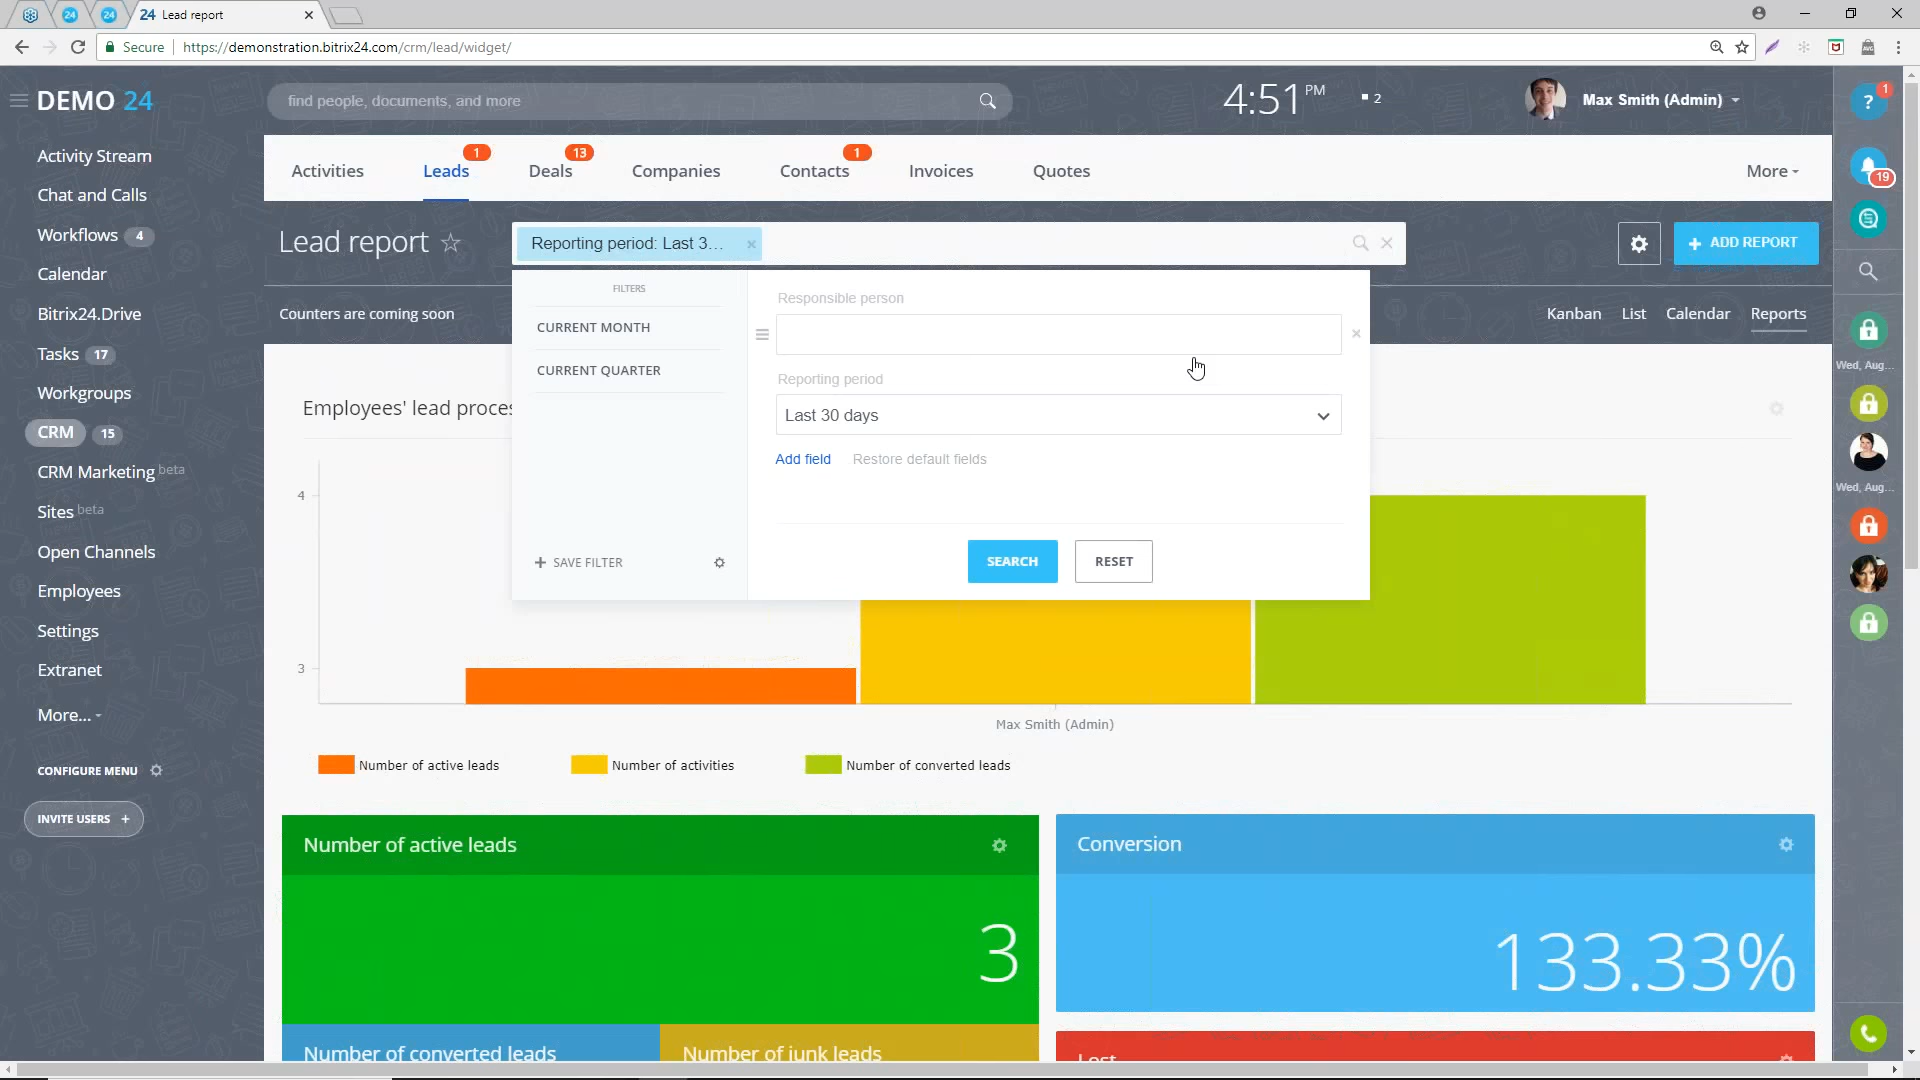 24 Lead report
Secure https://demonstration.bitrix24.com/crm/lead/widget/
DEMO 24
find people, documents, and more
4:51 PM
2
Max Smith (Admin)
? 1
19
Activity Stream
Chat and Calls
Workflows 4
Calendar
Bitrix24.Drive
Tasks 17
Workgroups
CRM 15
CRM Marketing beta
Sites beta
Open Channels
Employees
Settings
Extranet
More...
CONFIGURE MENU
INVITE USERS +
Activities
Leads 1
Deals 13
Companies
Contacts 1
Invoices
Quotes
More
Lead report
Reporting period: Last 3...
+ ADD REPORT
Counters are coming soon
Kanban
List
Calendar
Reports
FILTERS
CURRENT MONTH
CURRENT QUARTER
+ SAVE FILTER
Responsible person
Reporting period
Last 30 days
Add field
Restore default fields
SEARCH
RESET
Employees' lead proces
4
3
Max Smith (Admin)
Number of active leads
Number of activities
Number of converted leads
Number of active leads
3
Conversion
133.33%
Number of converted leads
Number of junk leads
Lost
Wed, Aug...
Wed, Aug...